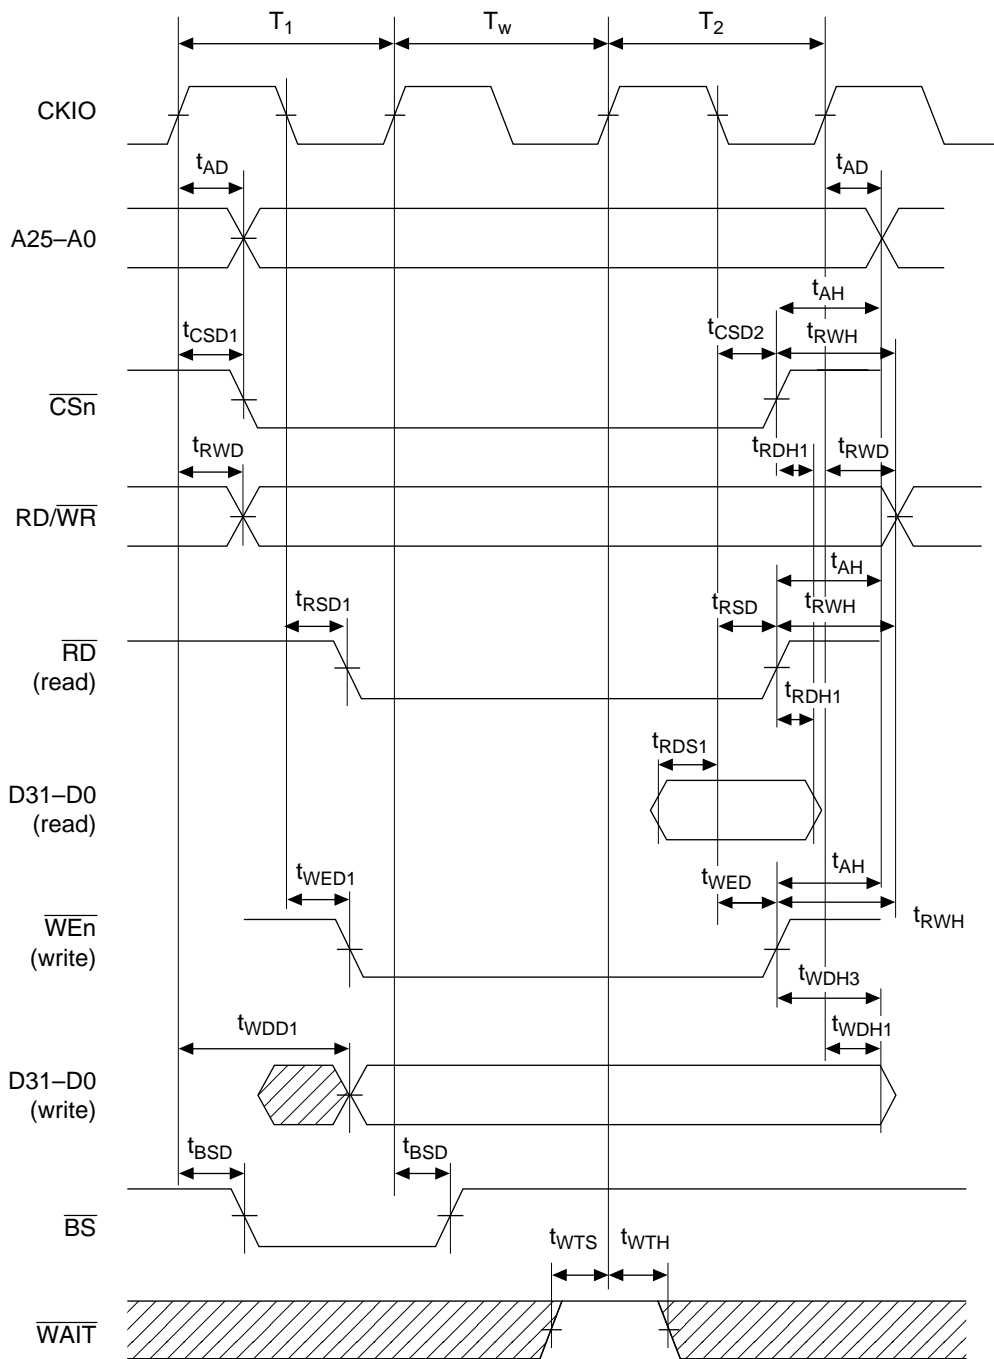 T1 Tw T2
CKIO
tAD tAD
A25–A0
tAH
tCSD1 tCSD2 tRWH
CSn
tRWD tRDH1 tRWD
RD/WR
tAH
tRSD1 tRSD tRWH
RD
(read)
tRDH1
tRDS1
D31–D0
(read)
tAH
tWED1 tWED
WEn
(write)
tRWH
tWDH3
tWDD1 tWDH1
D31–D0
(write)
tBSD tBSD
BS
tWTS tWTH
WAIT